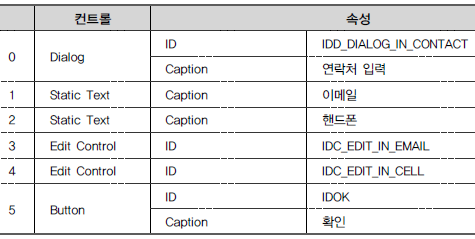 컨트롤 속성
0 Dialog ID IDD_DIALOG_IN_CONTACT
Caption 연락처 입력
1 Static Text Caption 이메일
2 Static Text Caption 핸드폰
3 Edit Control ID IDC_EDIT_IN_EMAIL
4 Edit Control ID IDC_EDIT_IN_CELL
5 Button ID IDOK
Caption 확인